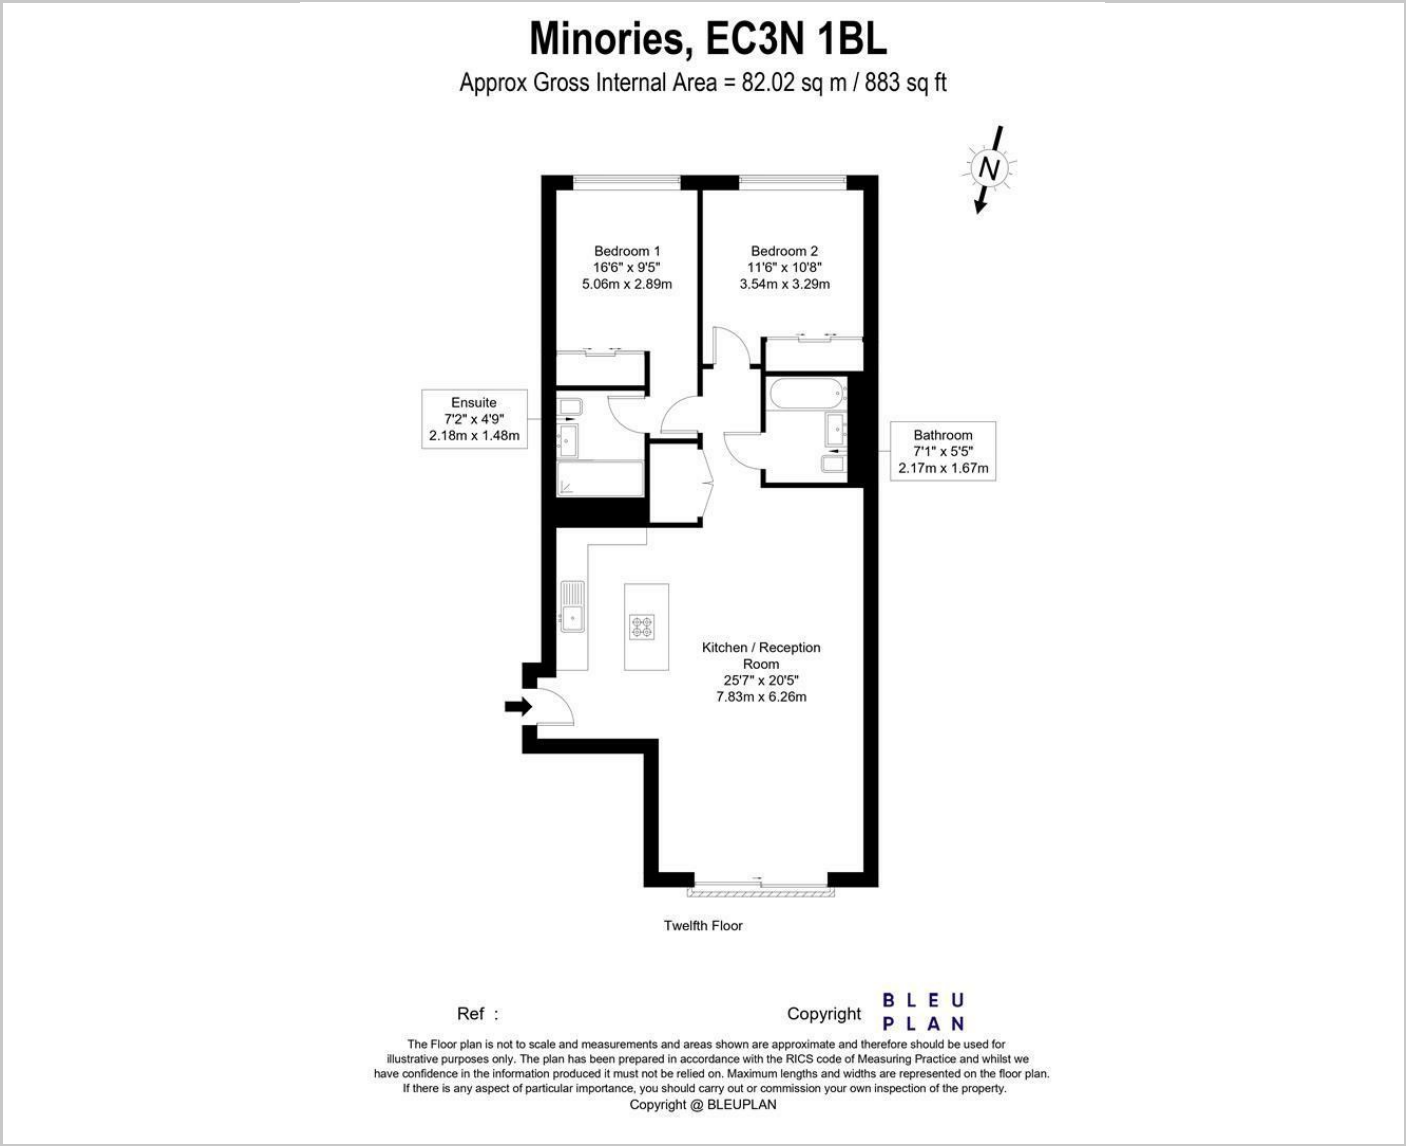 Minories, EC3N 1BL
Approx Gross Internal Area = 82.02 sq m / 883 sq ft
N
Bedroom 1
16'6" x 9'5"
5.06m x 2.89m
Bedroom 2
11'6" x 10'8"
3.54m x 3.29m
Ensuite
7'2" x 4'9"
2.18m x 1.48m
Bathroom
7'1" x 5'5"
2.17m x 1.67m
Kitchen / Reception
Room
25'7" x 20'5"
7.83m x 6.26m
Twelfth Floor
Ref :
Copyright
BLEU
PLAN
The Floor plan is not to scale and measurements and areas shown are approximate and therefore should be used for
illustrative purposes only. The plan has been prepared in accordance with the RICS code of Measuring Practice and whilst we
have confidence in the information produced it must not be relied on. Maximum lengths and widths are represented on the floor plan.
If there is any aspect of particular importance, you should carry out or commission your own inspection of the property.
Copyright @ BLEUPLAN